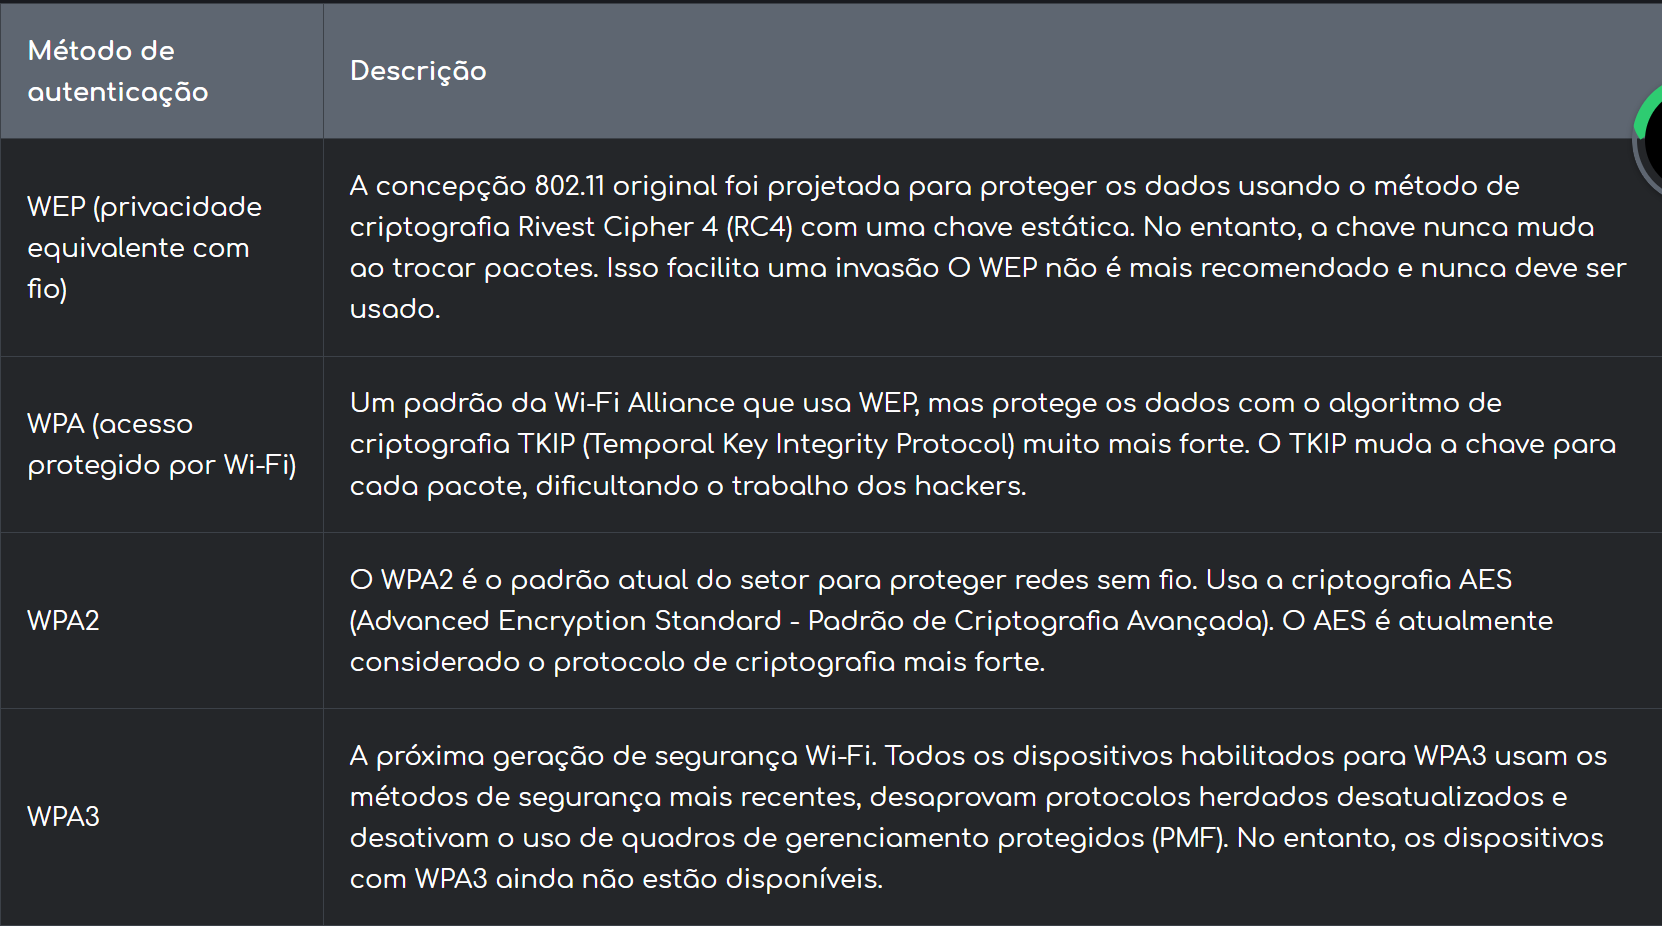 Método de
autenticação
Descrição
WEP (privacidade
equivalente com
fio)
A concepção 802.11 original foi projetada para proteger os dados usando o método de
criptografia Rivest Cipher 4 (RC4) com uma chave estática. No entanto, a chave nunca muda
ao trocar pacotes. Isso facilita uma invasão O WEP não é mais recomendado e nunca deve ser
usado.
WPA (acesso
protegido por Wi-Fi)
Um padrão da Wi-Fi Alliance que usa WEP, mas protege os dados com o algoritmo de
criptografia TKIP (Temporal Key Integrity Protocol) muito mais forte. O TKIP muda a chave para
cada pacote, dificultando o trabalho dos hackers.
WPA2
O WPA2 é o padrão atual do setor para proteger redes sem fio. Usa a criptografia AES
(Advanced Encryption Standard - Padrão de Criptografia Avançada). O AES é atualmente
considerado o protocolo de criptografia mais forte.
WPA3
A próxima geração de segurança Wi-Fi. Todos os dispositivos habilitados para WPA3 usam os
métodos de segurança mais recentes, desaprovam protocolos herdados desatualizados e
desativam o uso de quadros de gerenciamento protegidos (PMF). No entanto, os dispositivos
com WPA3 ainda não estão disponíveis.